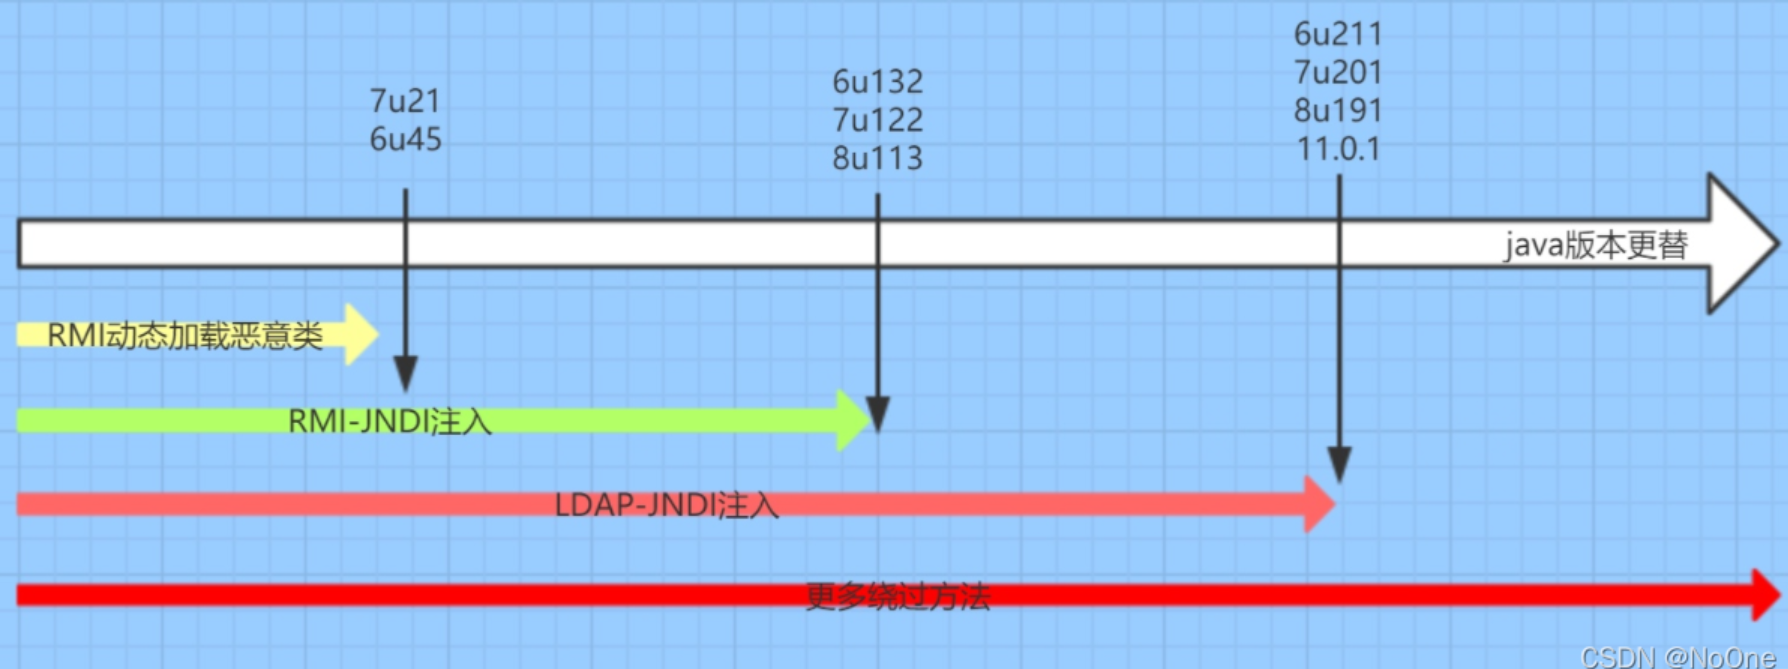 7u21
6u45
6u132
7u122
8u113
6u211
7u201
8u191
11.0.1
java版本更替
RMI动态加载恶意类
RMI-JNDI注入
LDAP-JNDI注入
更多绕过方法
CSDN @NoOne